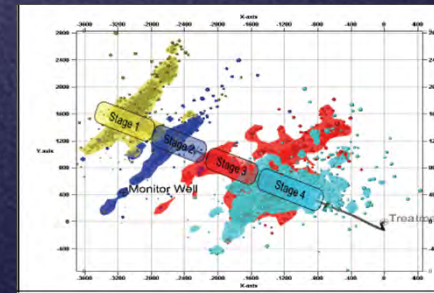 X-axis
-3600 -3200 -2800 -2400 -2000 -1600 -1200 -800 -400 0 400
2800
2400
2000
1600
Y-axis
1200
800
400
0
-400
Stage 1
Stage 2
Stage 3
Stage 4
Monitor Well
Treatm
-3600 -3200 -2800 -2400 -2000 -1600 -1200 -800 -400 0 400
X-axis